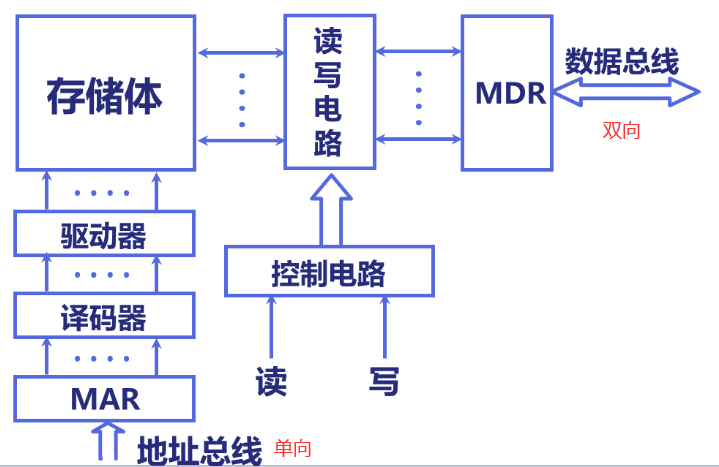 存储体
读
写
电
路
MDR
数据总线
双向
驱动器
控制电路
译码器
读
写
MAR
地址总线 单向